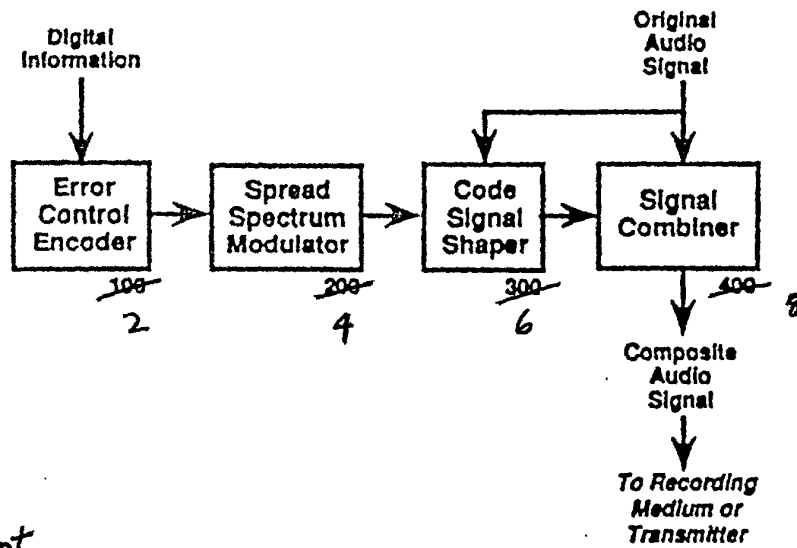 Digital
Information
Original
Audio
Signal
Error
Control
Encoder
Spread
Spectrum
Modulator
Code
Signal
Shaper
Signal
Combiner
100
200
300
400
2
4
6
8
Composite
Audio
Signal
To Recording
Medium or
Transmitter